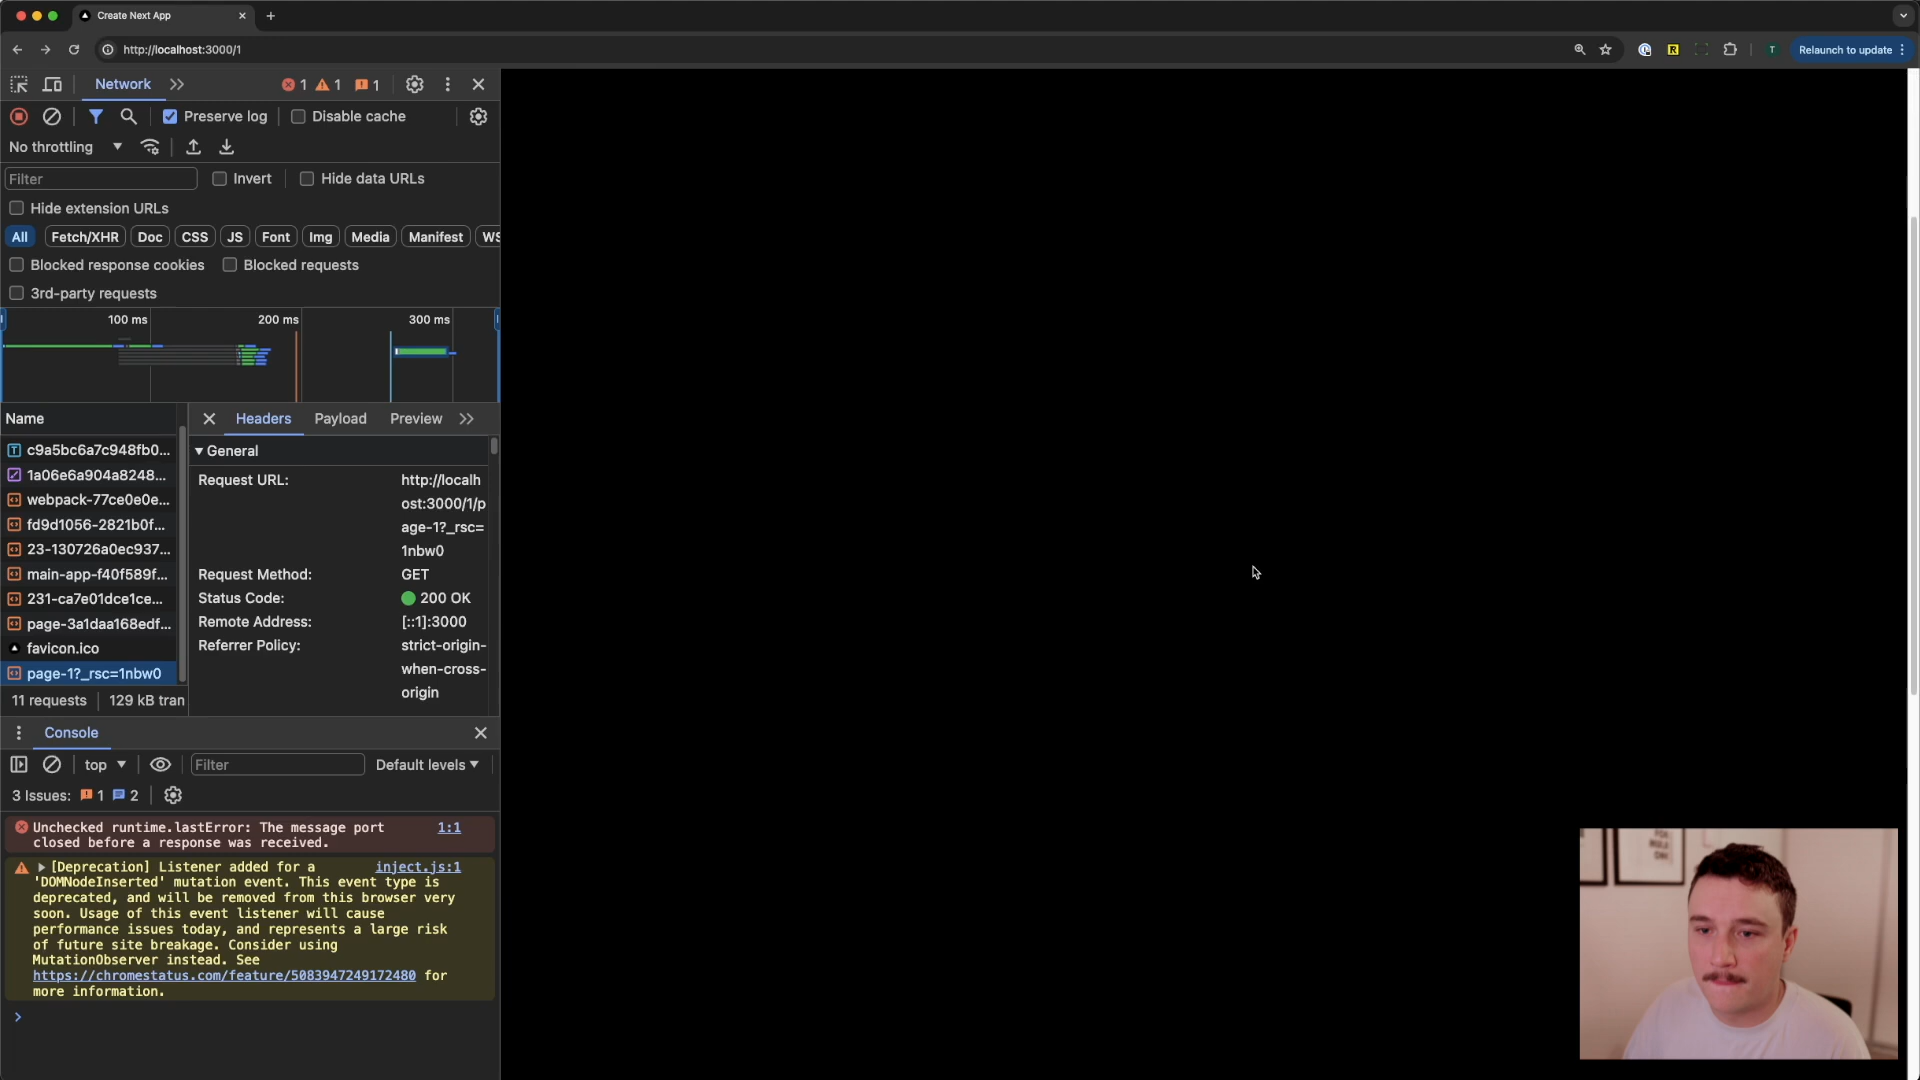 Create Next App
http://localhost:3000/1
R
T
Relaunch to update
Network
1
1
1
Preserve log
Disable cache
No throttling
Filter
Invert
Hide data URLs
Hide extension URLs
All
Fetch/XHR
Doc
CSS
JS
Font
Img
Media
Manifest
WS
Blocked response cookies
Blocked requests
3rd-party requests
100 ms
200 ms
300 ms
Name
Headers
Payload
Preview
c9a5bc6a7c948fb0...
1a06e6a904a8248...
webpack-77ce0e0e...
fd9d1056-2821b0f...
23-130726a0ec937...
main-app-f40f589f...
231-ca7e01dce1ce...
page-3a1daa168edf...
favicon.ico
page-1?_rsc=1nbw0
General
Request URL:
http://localh
ost:3000/1/p
age-1?_rsc=
1nbw0
Request Method:
GET
Status Code:
200 OK
Remote Address:
[::1]:3000
Referrer Policy:
strict-origin-
when-cross-
origin
11 requests
129 kB tran
Console
top
Filter
Default levels
3 Issues:
1
2
Unchecked runtime.lastError: The message port
1:1
closed before a response was received.
[Deprecation] Listener added for a
inject.js:1
'DOMNodeInserted' mutation event. This event type is
deprecated, and will be removed from this browser very
soon. Usage of this event listener will cause
performance issues today, and represents a large risk
of future site breakage. Consider using
MutationObserver instead. See
https://chromestatus.com/feature/5083947249172480 for
more information.